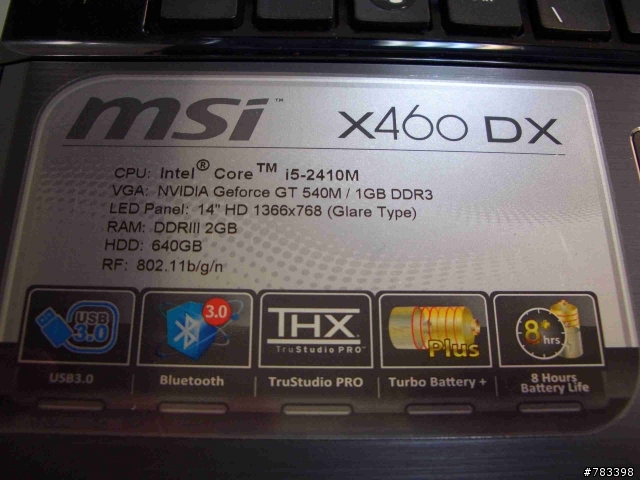 msi™ X460 DX
CPU: Intel® Core™ i5-2410M
VGA: NVIDIA Geforce GT 540M / 1GB DDR3
LED Panel: 14" HD 1366x768 (Glare Type)
RAM: DDRIII 2GB
HDD: 640GB
RF: 802.11b/g/n
USB 3.0
3.0
THX
TruStudio PRO™
Plus
8+ hrs
USB3.0
Bluetooth
TruStudio PRO
Turbo Battery +
8 Hours
Battery Life
#783398